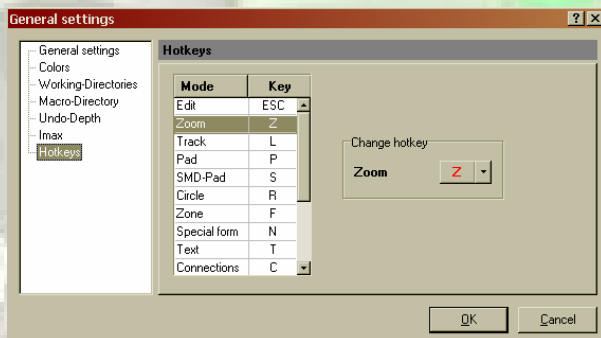 General settings
General settings
Colors
Working-Directories
Macro-Directory
Undo-Depth
Imax
Hotkeys
Hotkeys
Mode Key
Edit ESC
Zoom Z
Track L
Pad P
SMD-Pad S
Circle R
Zone F
Special form N
Text T
Connections C
Change hotkey
Zoom Z
OK Cancel